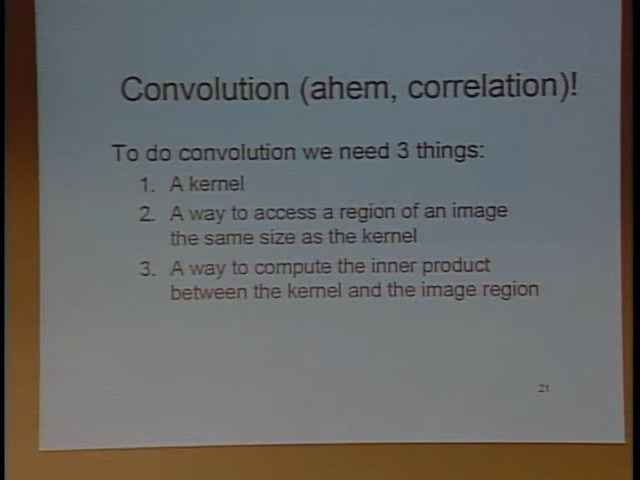 Convolution (ahem, correlation)!
To do convolution we need 3 things:
1. A kernel
2. A way to access a region of an image
the same size as the kernel
3. A way to compute the inner product
between the kernel and the image region
21